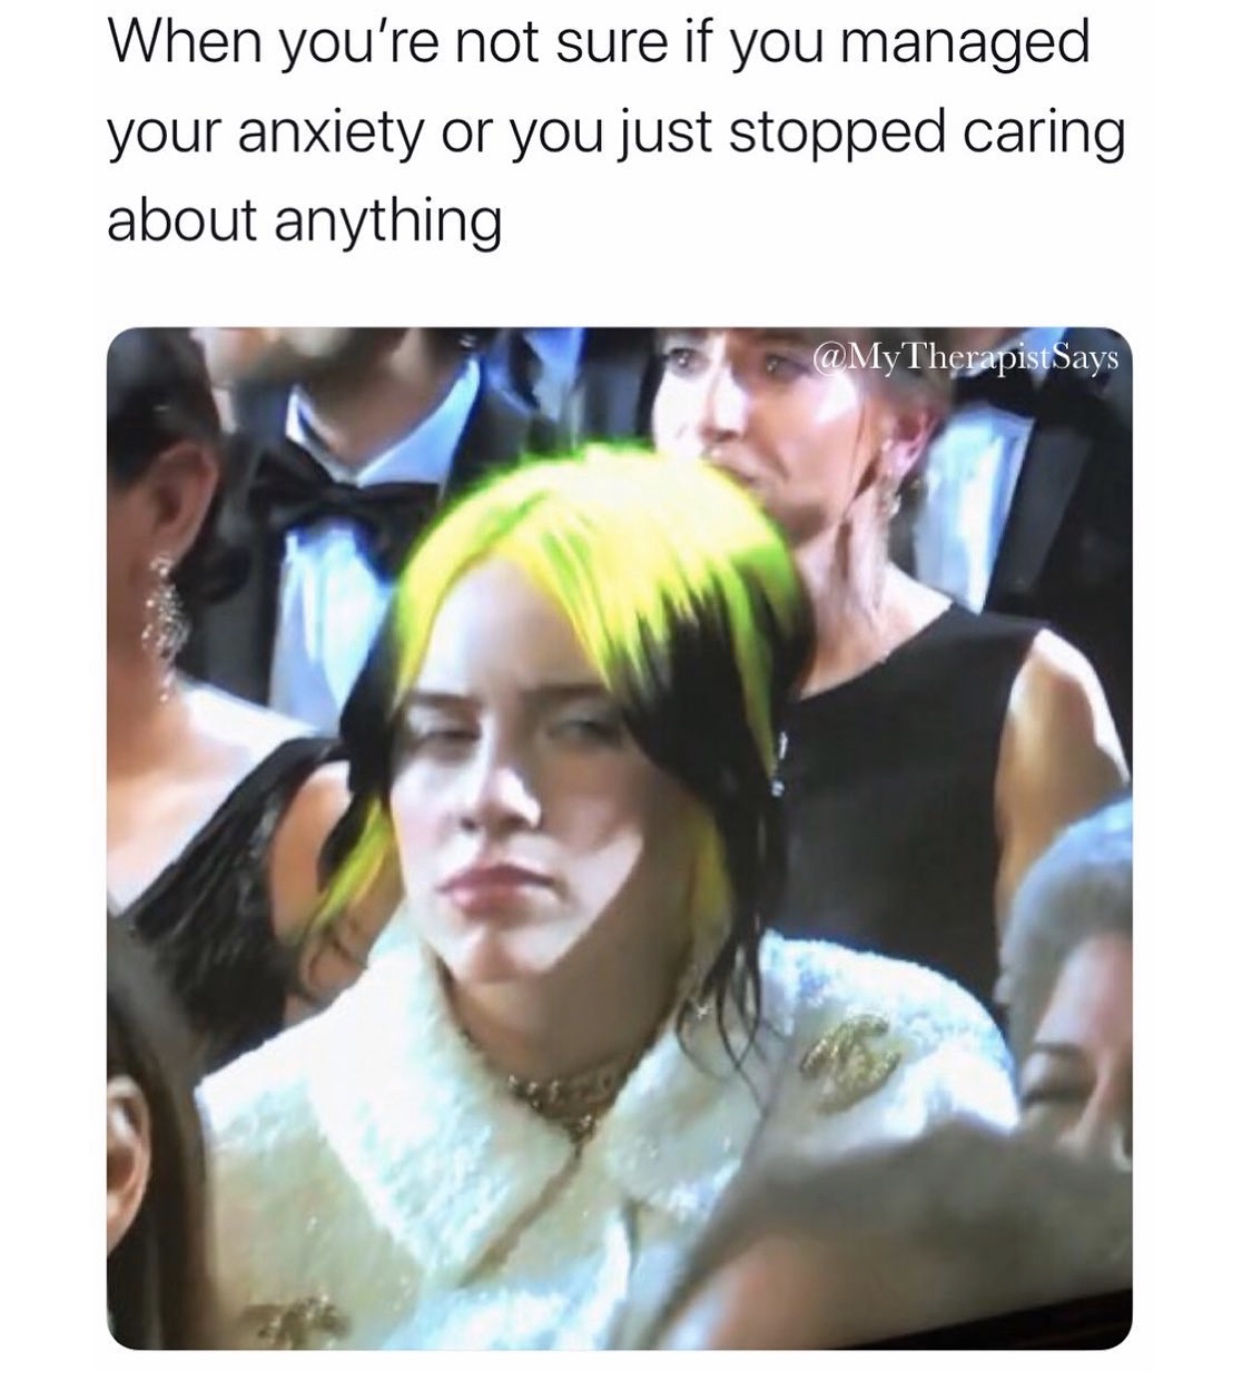 When you’re not sure if you managed
your anxiety or you just stopped caring
about anything
@MyTherapistSays